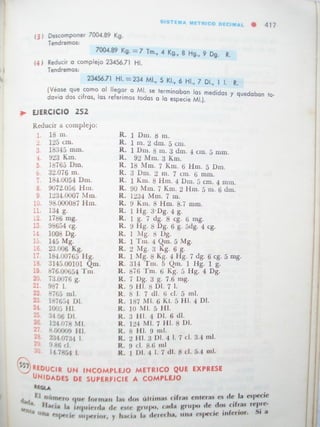 SISTEMA METRICO DECIMAL • 417
(3) Descomponer 7004.89 Kg.
Tendremos:
7004.89 Kg. = 7 Tm., 4 Kg., 8 Hg., 9 Dg. R.
(4) Reducir a complejo 23456.71 Hl.
Tendremos:
23456.71 Hl. = 234 Ml., 5 Kl., 6 Hl., 7 Dl., 1 l. R.
(Véase que como al llegar a Ml. se terminaban las medidas y quedaban to-
davía dos cifras, las referimos todas a la especie Ml.).
EJERCICIO 252
Reducir a complejo:
1. 18 m. R. 1 Dm. 8 m.
2. 125 cm. R. 1 m. 2 dm. 5 cm.
3. 18345 mm. R. 1 Dm. 8 m. 3 dm. 4 cm. 5 mm.
4. 923 Km. R. 92 Mm. 3 Km.
5. 18765 Dm. R. 18 Mm. 7 Km. 6 Hm. 5 Dm.
6. 32.076 m. R. 3 Dm. 2 m. 7 cm. 6 mm.
7. 184.0054 Dm. R. 1 Km. 8 Hm. 4 Dm. 5 cm. 4 mm.
8. 9072.056 Hm. R. 90 Mm. 7 Km. 2 Hm. 5 m. 6 dm.
9. 1234.0007 Mm. R. 1234 Mm. 7 m.
10. 98.000087 Hm. R. 9 Km. 8 Hm. 8.7 mm.
11. 134 g. R. 1 Hg. 3 Dg. 4 g.
12. 1786 mg. R. 1 g. 7 dg. 8 cg. 6 mg.
13. 98654 cg. R. 9 Hg. 8 Dg. 6 g. 5dg. 4 cg.
14. 1008 Dg. R. 1 Mg. 8 Dg.
15. 145 Mg. R. 1 Tm. 4 Qm. 5 Mg.
16. 23.006 Kg. R. 2 Mg. 3 Kg. 6 g.
17. 184.00765 Hg. R. 1 Mg. 8 Kg. 4 Hg. 7 dg. 6 cg. 5 mg.
18. 3145.00101 Qm. R. 314 Tm. 5 Qm. 1 Hg. 1 g.
19. 876.00654 Tm R. 876 Tm. 6 Kg. 5 Hg. 4 Dg.
20. 73.0076 g. R. 7 Dg. 3 g. 7.6 mg.
21. 987 l. R. 9 Hl. 8 Dl. 7 l.
22. 8765 ml. R. 8 l. 7 dl. 6 cl. 5 ml.
23. 187654 Dl. R. 187 Ml. 6 Kl. 5 Hl. 4 Dl.
24. 1005 Hl. R. 10 Ml. 5 Hl.
25. 34.06 Dl. R. 3 Hl. 4 Dl. 6 dl.
26. 124.078 Ml. R. 124 Ml. 7 Hl. 8 Dl.
27. 8.00009 Hl. R. 8 Hl. 9 ml.
28. 234.0734 l. R. 2 Hl. 3 Dl. 4 l. 7 cl. 3.4 ml.
29. 9.86 cl. R. 9 cl. 8.6 ml
30. 14.7854 l. R. 1 Dl. 4 l. 7 dl. 8 cl. 5.4 ml.
507 REDUCIR UN INCOMPLEJO METRICO QUE EXPRESE
UNIDADES DE SUPERFICIE A COMPLEJO
REGLA
El número que forman las dos últimas cifras enteras es de la especie
dada. Hacia la izquierda de este grupo, cada grupo de dos cifras repre-
senta una especie superior, y hacia la derecha, una especie inferior. Si a